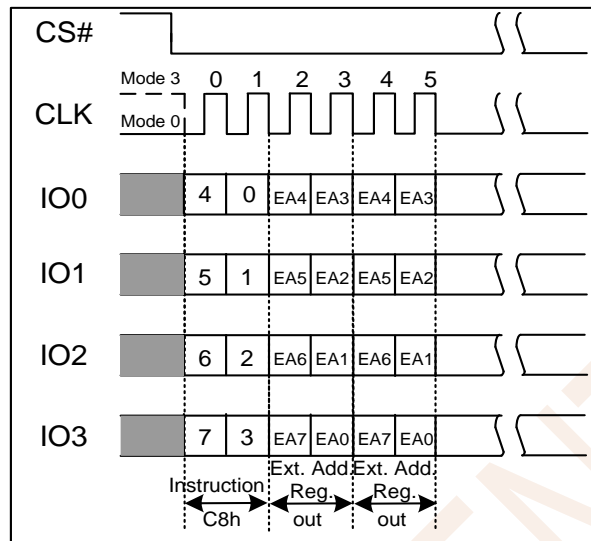 CS#
Mode 3 0 1 2 3 4 5
CLK
Mode 0
IO0 4 0 EA4 EA3 EA4 EA3
IO1 5 1 EA5 EA2 EA5 EA2
IO2 6 2 EA6 EA1 EA6 EA1
IO3 7 3 EA7 EA0 EA7 EA0
Ext. Add. Ext. Add.
Instruction Reg. Reg.
C8h out out